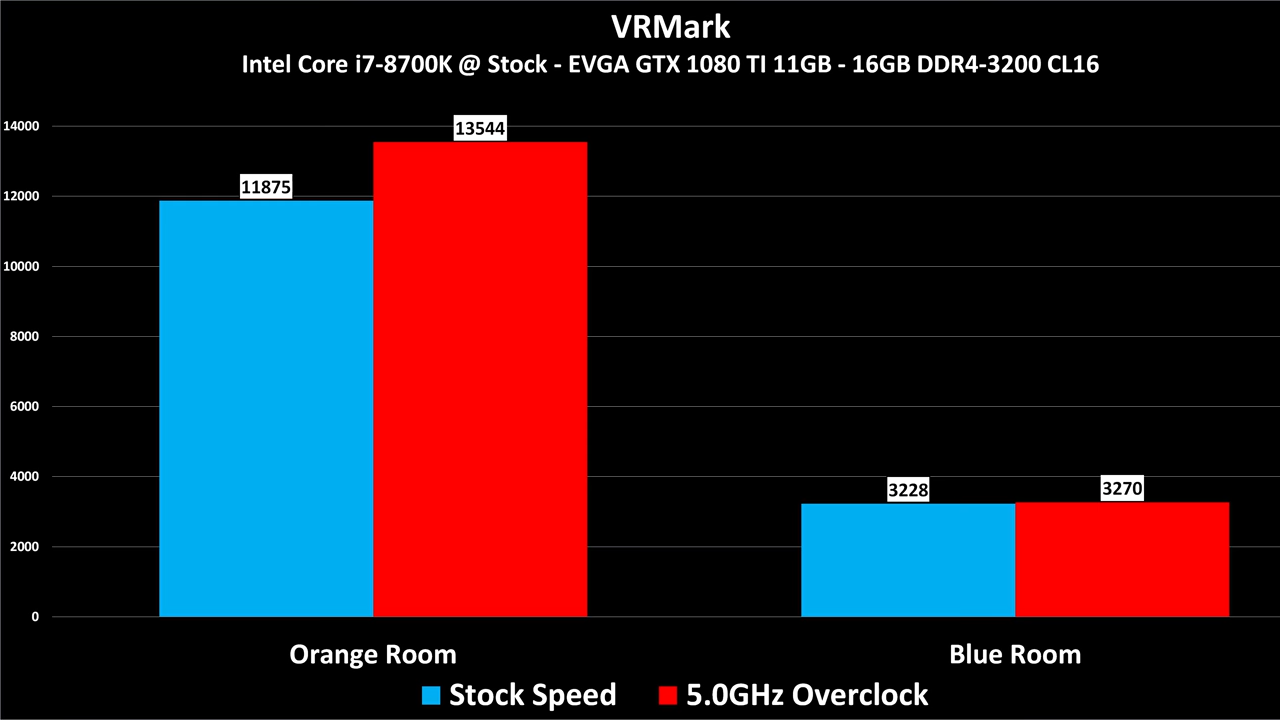 VRMark
Intel Core i7-8700K @ Stock - EVGA GTX 1080 TI 11GB - 16GB DDR4-3200 CL16
14000
13544
11875
12000
10000
8000
6000
4000
3228
3270
2000
0
Orange Room
Blue Room
Stock Speed
5.0GHz Overclock